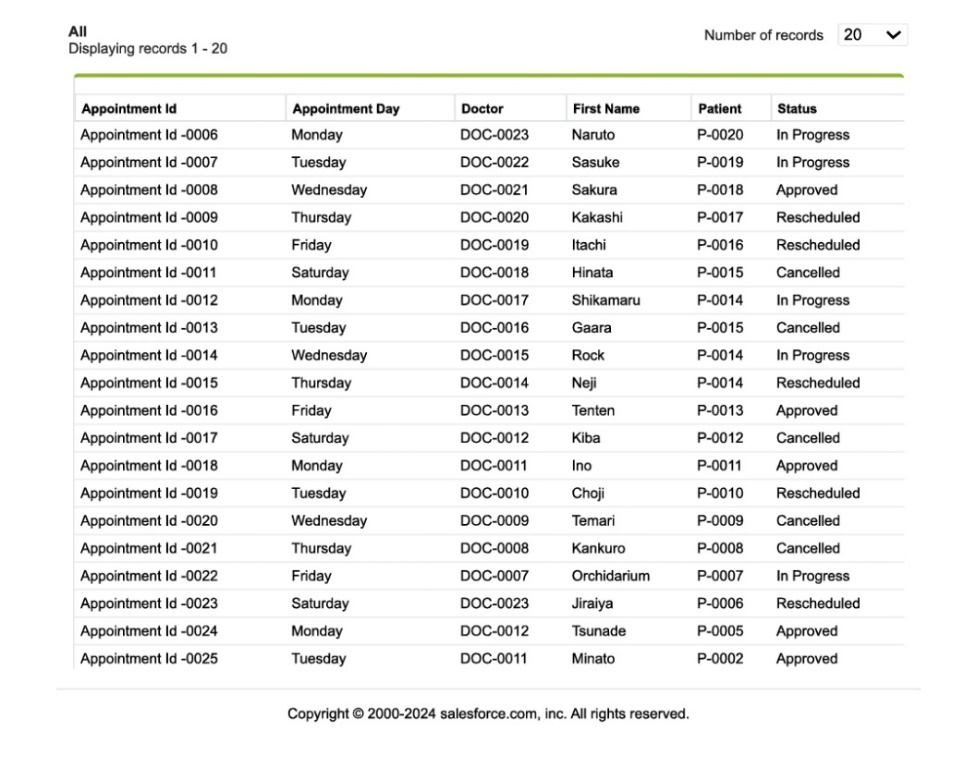 All
Displaying records 1 - 20
Number of records 20
Appointment Id Appointment Day Doctor First Name Patient Status
Appointment Id -0006 Monday DOC-0023 Naruto P-0020 In Progress
Appointment Id -0007 Tuesday DOC-0022 Sasuke P-0019 In Progress
Appointment Id -0008 Wednesday DOC-0021 Sakura P-0018 Approved
Appointment Id -0009 Thursday DOC-0020 Kakashi P-0017 Rescheduled
Appointment Id -0010 Friday DOC-0019 Itachi P-0016 Rescheduled
Appointment Id -0011 Saturday DOC-0018 Hinata P-0015 Cancelled
Appointment Id -0012 Monday DOC-0017 Shikamaru P-0014 In Progress
Appointment Id -0013 Tuesday DOC-0016 Gaara P-0015 Cancelled
Appointment Id -0014 Wednesday DOC-0015 Rock P-0014 In Progress
Appointment Id -0015 Thursday DOC-0014 Neji P-0014 Rescheduled
Appointment Id -0016 Friday DOC-0013 Tenten P-0013 Approved
Appointment Id -0017 Saturday DOC-0012 Kiba P-0012 Cancelled
Appointment Id -0018 Monday DOC-0011 Ino P-0011 Approved
Appointment Id -0019 Tuesday DOC-0010 Choji P-0010 Rescheduled
Appointment Id -0020 Wednesday DOC-0009 Temari P-0009 Cancelled
Appointment Id -0021 Thursday DOC-0008 Kankuro P-0008 Cancelled
Appointment Id -0022 Friday DOC-0007 Orchidarium P-0007 In Progress
Appointment Id -0023 Saturday DOC-0023 Jiraiya P-0006 Rescheduled
Appointment Id -0024 Monday DOC-0012 Tsunade P-0005 Approved
Appointment Id -0025 Tuesday DOC-0011 Minato P-0002 Approved
Copyright © 2000-2024 salesforce.com, inc. All rights reserved.